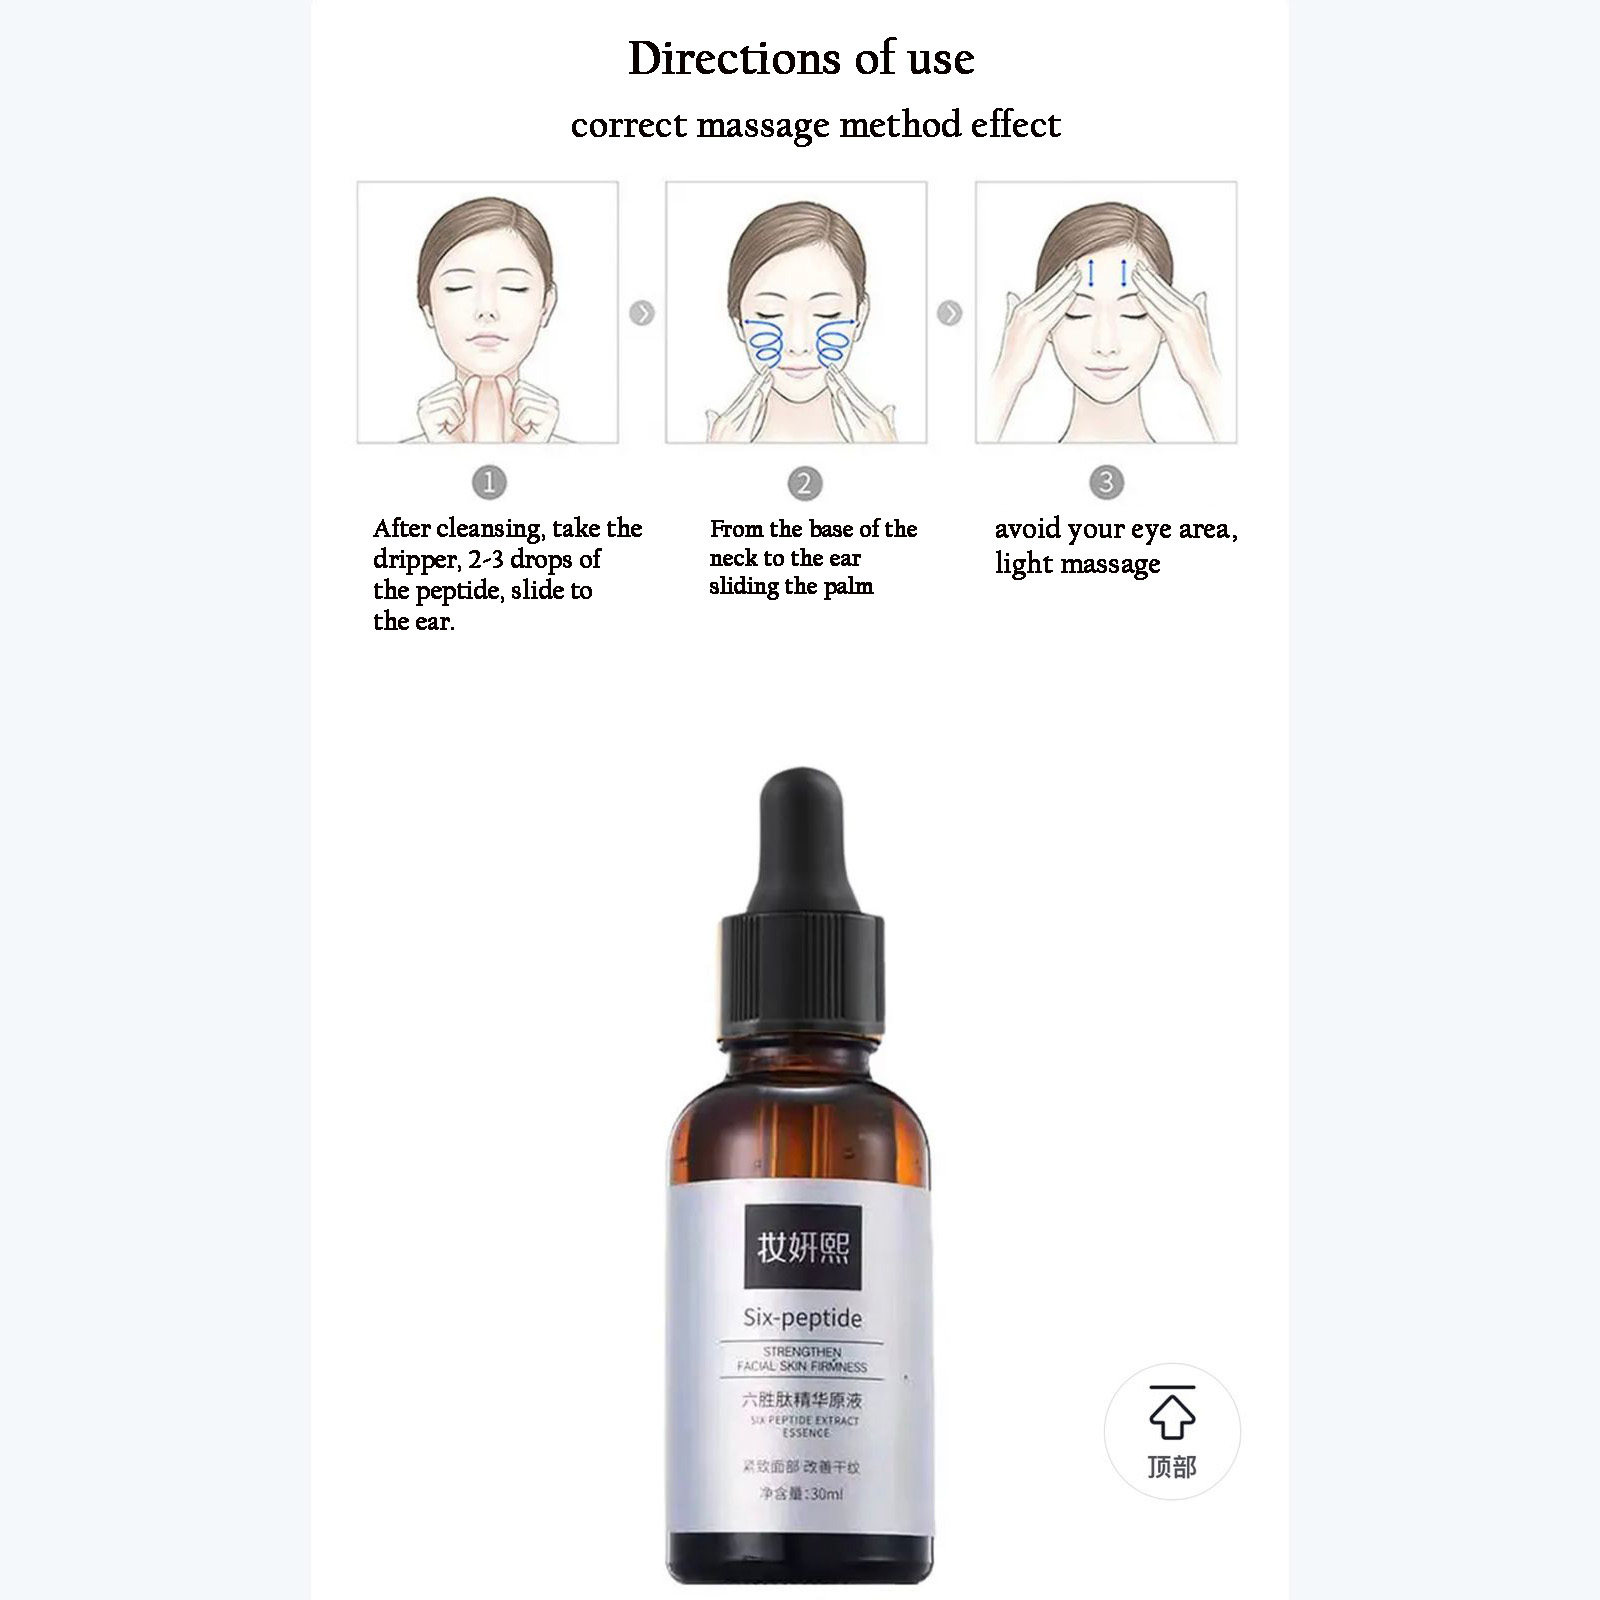 Directions of use
correct massage method effect
1
After cleansing, take the
dripper, 2-3 drops of
the peptide, slide to
the ear.
2
From the base of the
neck to the ear
sliding the palm
3
avoid your eye area,
light massage
妆妍熙
Six-peptide
STRENGTHEN
FACIAL SKIN FIRMNESS
六胜肽精华原液
SIX PEPTIDE EXTRACT
ESSENCE
紧致面部 改善干纹
净含量:30ml
顶部